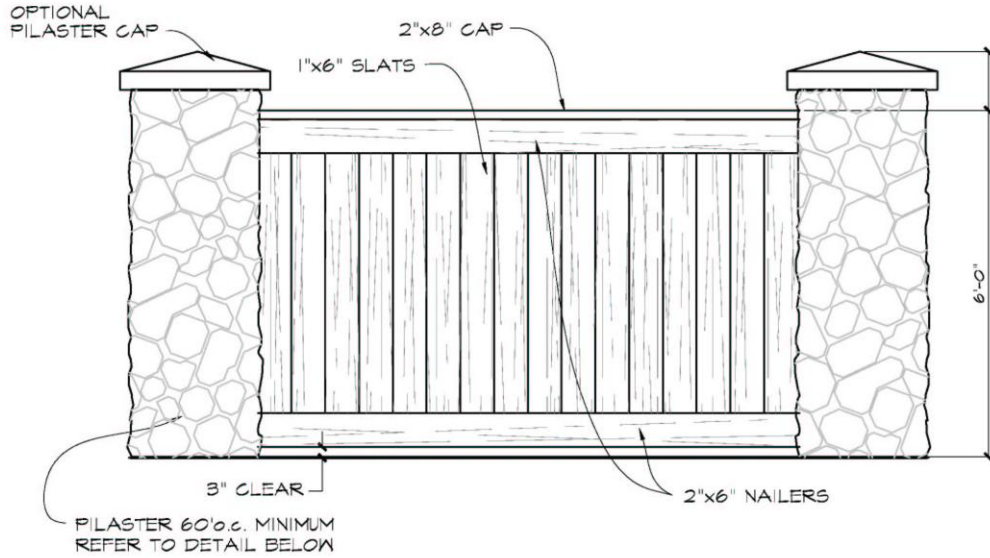 OPTIONAL
PILASTER CAP
2"x8" CAP
1"x6" SLATS
6'-0"
3" CLEAR
2"x6" NAILERS
PILASTER 60'o.c. MINIMUM
REFER TO DETAIL BELOW